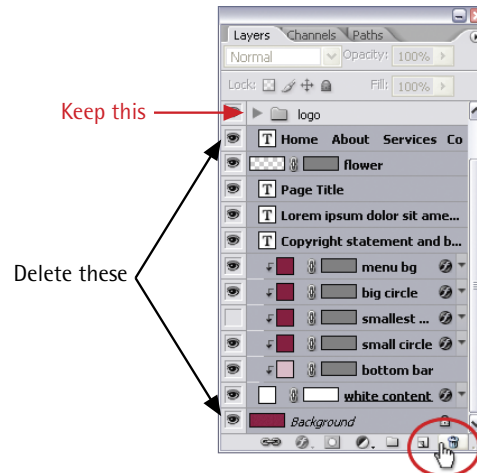 Layers Channels Paths
Normal Opacity: 100%
Lock: Fill: 100%
Keep this
logo
T Home About Services Co
flower
T Page Title
T Lorem ipsum dolor sit ame...
T Copyright statement and b...
Delete these
menu bg
big circle
smallest ...
small circle
bottom bar
white content
Background